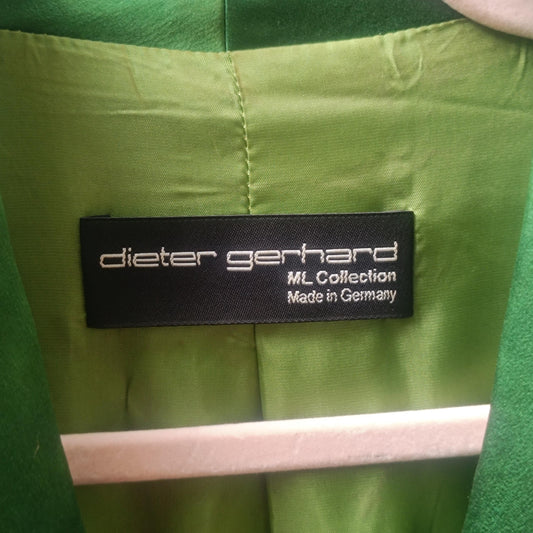 dieter gerhard
ML Collection
Made in Germany